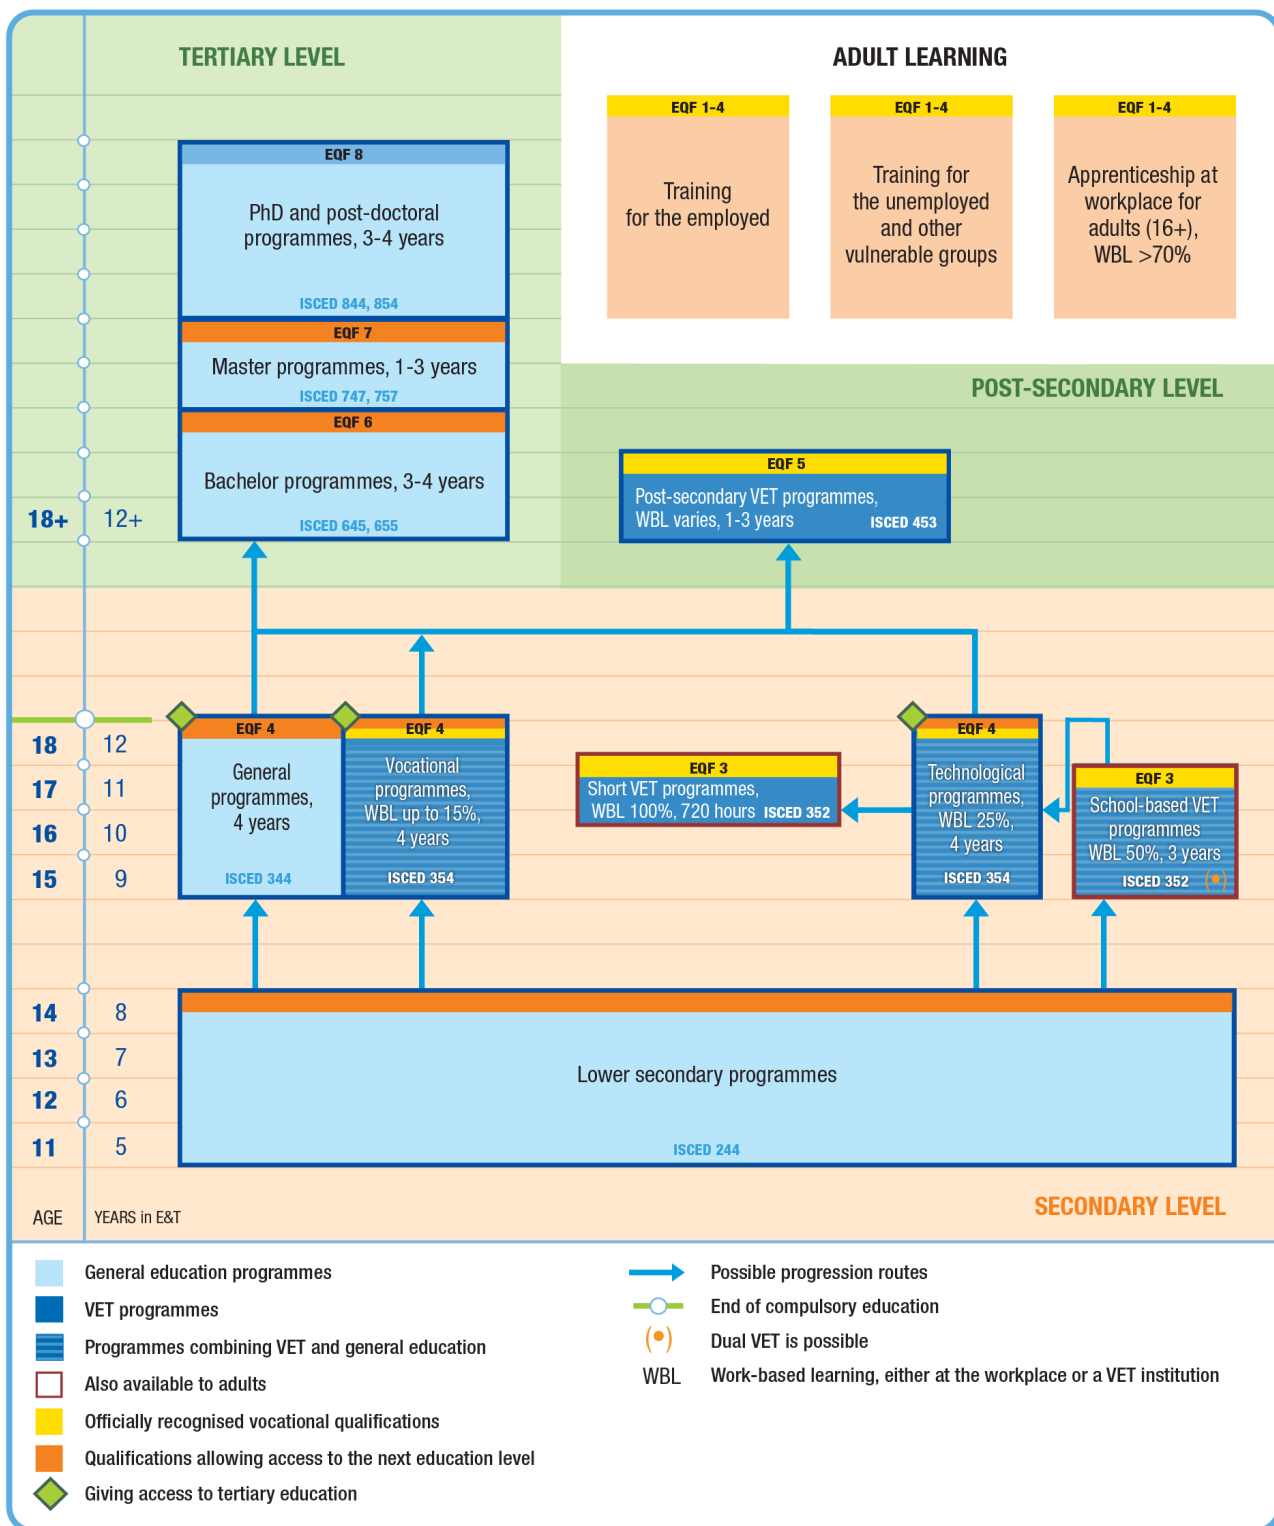 TERTIARY LEVEL
ADULT LEARNING
EQF 1-4
Training
for the employed
EQF 1-4
Training for
the unemployed
and other
vulnerable groups
EQF 1-4
Apprenticeship at
workplace for
adults (16+),
WBL >70%
EQF 8
PhD and post-doctoral
programmes, 3-4 years
ISCED 844, 854
EQF 7
Master programmes, 1-3 years
ISCED 747, 757
EQF 6
Bachelor programmes, 3-4 years
ISCED 645, 655
POST-SECONDARY LEVEL
EQF 5
Post-secondary VET programmes,
WBL varies, 1-3 years
ISCED 453
18+ 12+
18 12
17 11
16 10
15 9
EQF 4
General
programmes,
4 years
ISCED 344
EQF 4
Vocational
programmes,
WBL up to 15%,
4 years
ISCED 354
EQF 3
Short VET programmes,
WBL 100%, 720 hours ISCED 352
EQF 4
Technological
programmes,
WBL 25%,
4 years
ISCED 354
EQF 3
School-based VET
programmes
WBL 50%, 3 years
ISCED 352
14 8
13 7
12 6
11 5
Lower secondary programmes
ISCED 244
AGE YEARS in E&T
SECONDARY LEVEL
General education programmes
VET programmes
Programmes combining VET and general education
Also available to adults
Officially recognised vocational qualifications
Qualifications allowing access to the next education level
Giving access to tertiary education
Possible progression routes
End of compulsory education
Dual VET is possible
WBL Work-based learning, either at the workplace or a VET institution